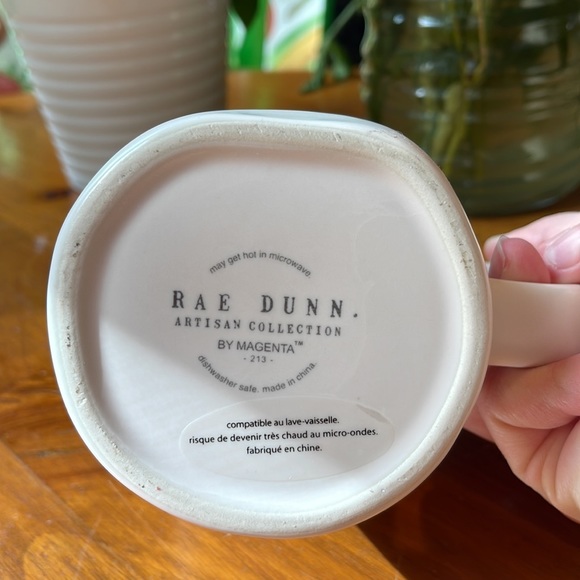 may get hot in microwave.
RAE DUNN.
ARTISAN COLLECTION
BY MAGENTA™
- 213 -
dishwasher safe. made in china.
compatible au lave-vaisselle.
risque de devenir très chaud au micro-ondes.
fabriqué en chine.